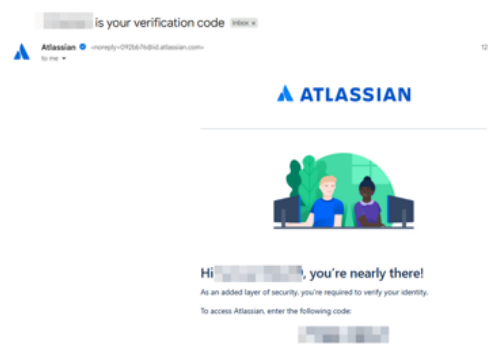 is your verification code Inbox x
Atlassian <noreply+092bb76@id.atlassian.com> 12
to me
ATLASSIAN
Hi , you're nearly there!
As an added layer of security, you're required to verify your identity.
To access Atlassian, enter the following code: